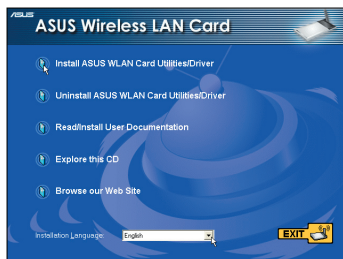 ASUS
ASUS Wireless LAN Card
Install ASUS WLAN Card Utilities/Driver
Uninstall ASUS WLAN Card Utilities/Driver
Read/Install User Documentation
Explore this CD
Browse our Web Site
Installation Language: English
EXIT